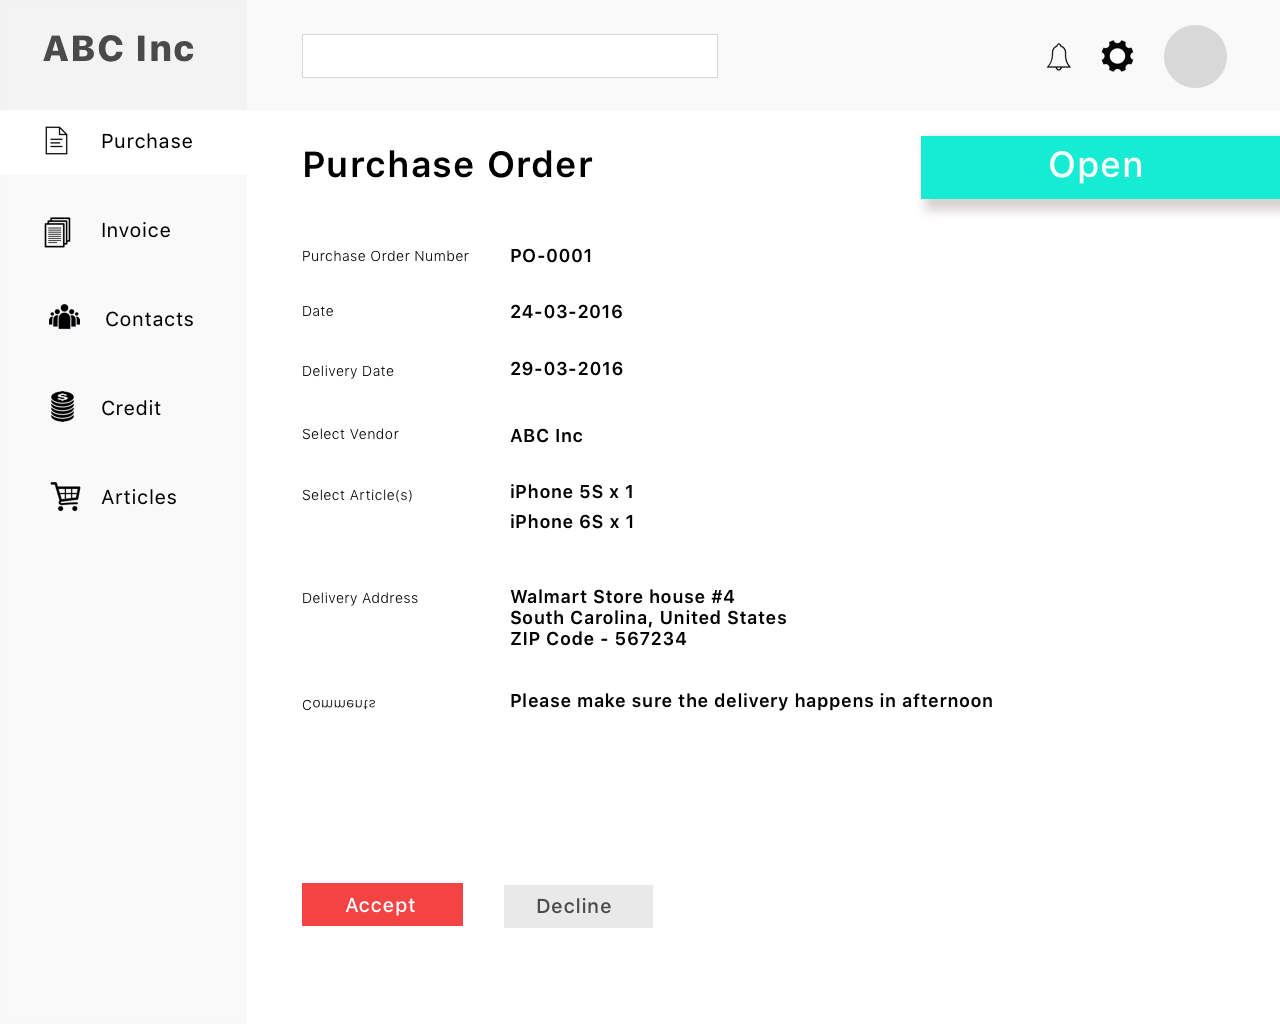 ABC Inc
Purchase
Invoice
Contacts
Credit
Articles
Purchase Order
Open
Purchase Order Number
PO-0001
Date
24-03-2016
Delivery Date
29-03-2016
Select Vendor
ABC Inc
Select Article(s)
iPhone 5S x 1
iPhone 6S x 1
Delivery Address
Walmart Store house #4
South Carolina, United States
ZIP Code - 567234
Comments
Please make sure the delivery happens in afternoon
Accept
Decline